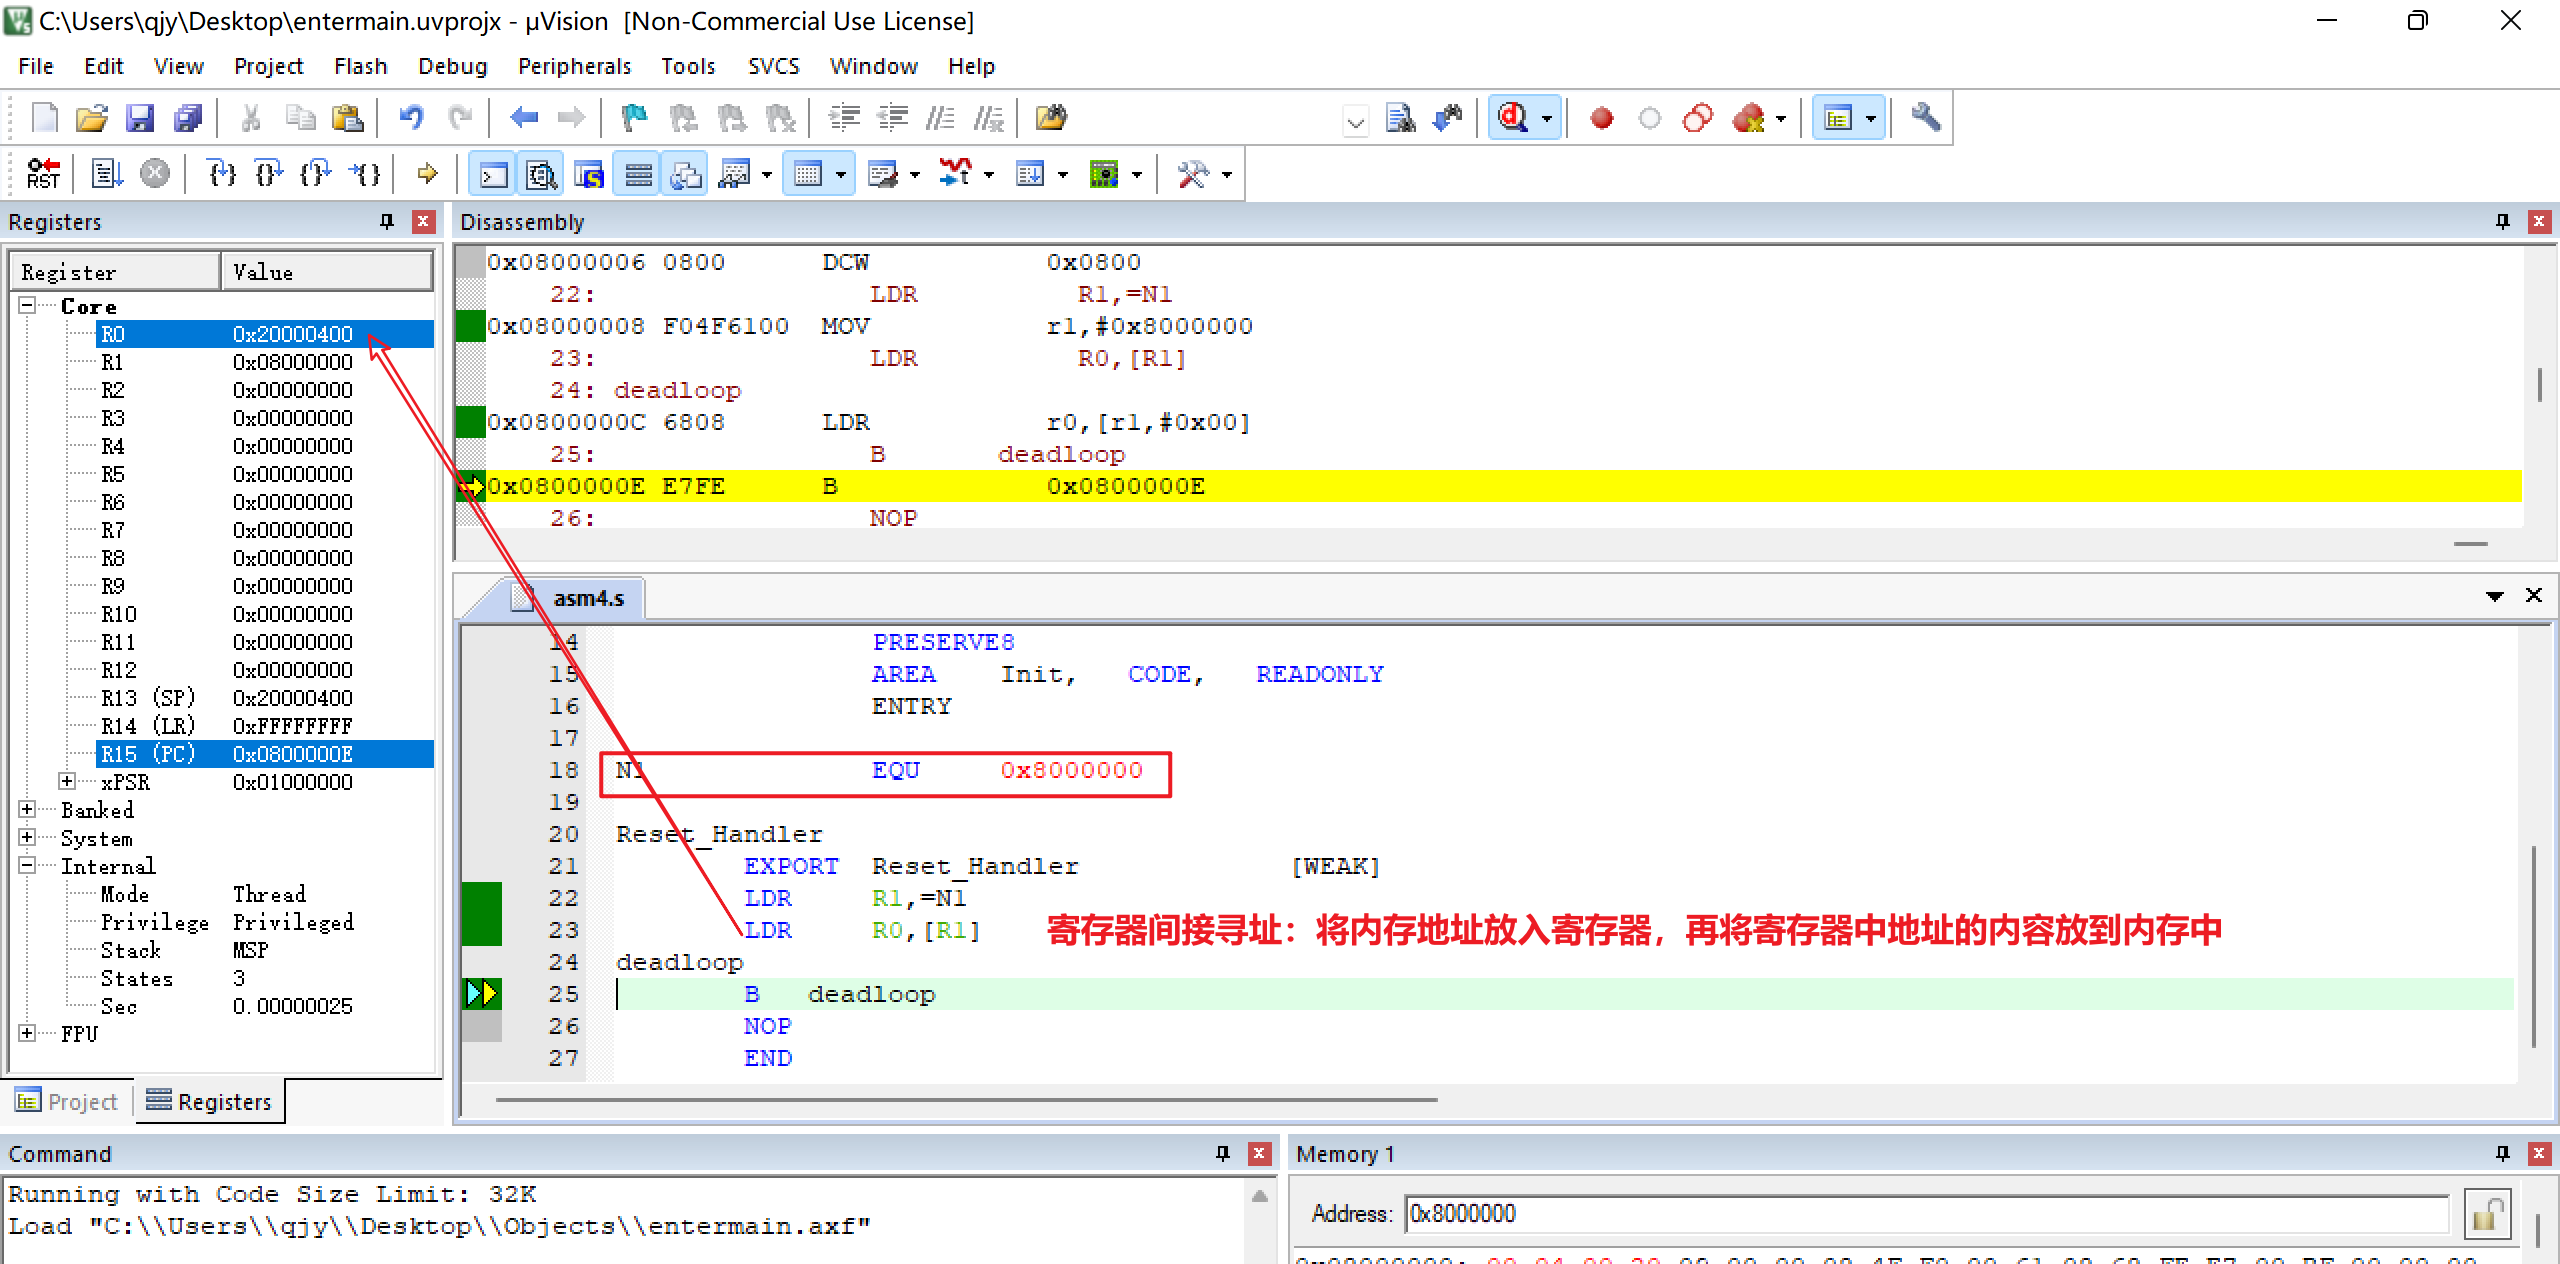 C:\Users\qjy\Desktop\entermain.uvprojx - µVision  [Non-Commercial Use License]
File Edit View Project Flash Debug Peripherals Tools SVCS Window Help
RST
Registers
Register Value
Core
R0 0x20000400
R1 0x08000000
R2 0x00000000
R3 0x00000000
R4 0x00000000
R5 0x00000000
R6 0x00000000
R7 0x00000000
R8 0x00000000
R9 0x00000000
R10 0x00000000
R11 0x00000000
R12 0x00000000
R13 (SP) 0x20000400
R14 (LR) 0xFFFFFFFF
R15 (PC) 0x0800000E
xPSR 0x01000000
Banked
System
Internal
Mode Thread
Privilege Privileged
Stack MSP
States 3
Sec 0.00000025
FPU
Project Registers
Disassembly
0x08000006 0800 DCW 0x0800
22: LDR R1,=N1
0x08000008 F04F6100 MOV r1,#0x8000000
23: LDR R0,[R1]
24: deadloop
0x0800000C 6808 LDR r0,[r1,#0x00]
25: B deadloop
0x0800000E E7FE B 0x0800000E
26: NOP
asm4.s
14 PRESERVE8
15 AREA Init, CODE, READONLY
16 ENTRY
17
18 N1 EQU 0x8000000
19
20 Reset_Handler
21 EXPORT Reset_Handler [WEAK]
22 LDR R1,=N1
23 LDR R0,[R1] 寄存器间接寻址：将内存地址放入寄存器，再将寄存器中地址的内容放到内存中
24 deadloop
25 B deadloop
26 NOP
27 END
Command
Running with Code Size Limit: 32K
Load "C:\\Users\\qjy\\Desktop\\Objects\\entermain.axf"
Memory 1
Address: 0x8000000